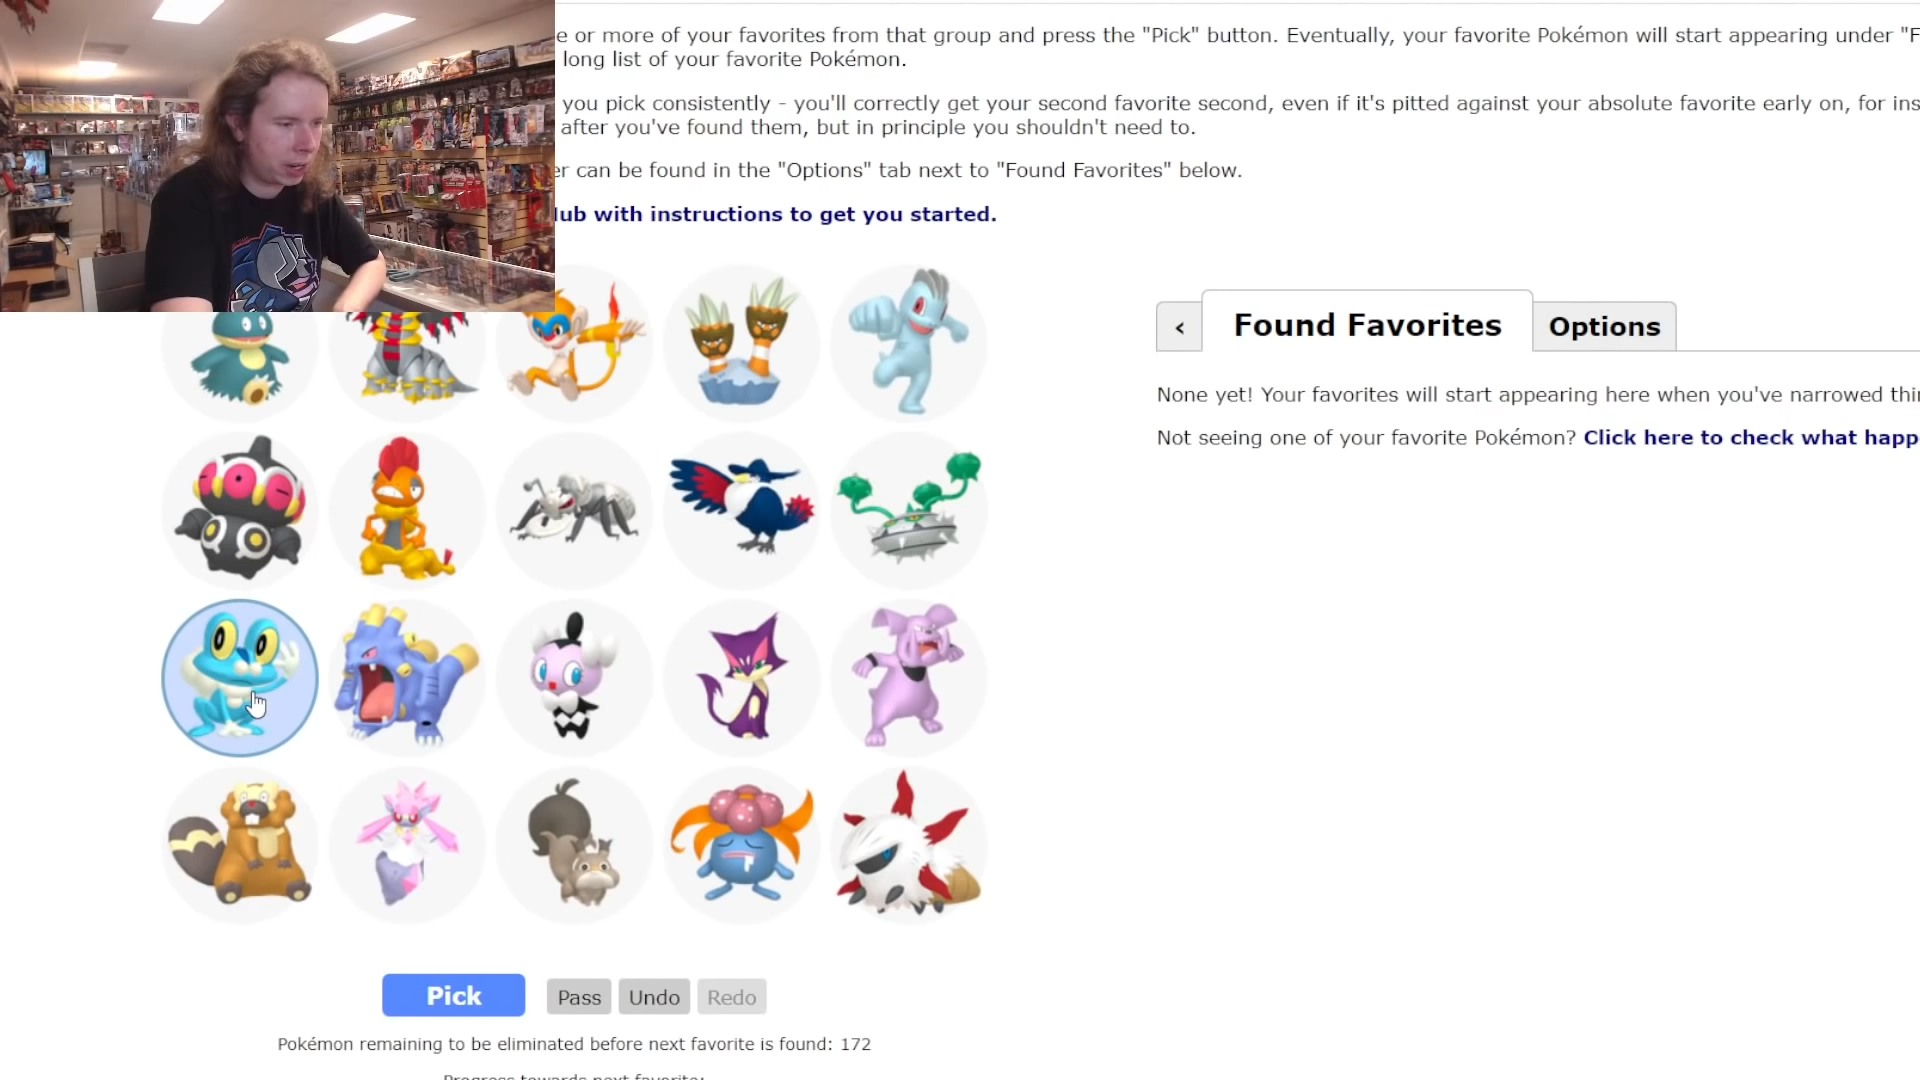 e or more of your favorites from that group and press the "Pick" button. Eventually, your favorite Pokémon will start appearing under "F
long list of your favorite Pokémon.
you pick consistently - you'll correctly get your second favorite second, even if it's pitted against your absolute favorite early on, for ins
after you've found them, but in principle you shouldn't need to.
er can be found in the "Options" tab next to "Found Favorites" below.
lub with instructions to get you started.
‹ Found Favorites Options
None yet! Your favorites will start appearing here when you've narrowed thin
Not seeing one of your favorite Pokémon? Click here to check what happ
Pick Pass Undo Redo
Pokémon remaining to be eliminated before next favorite is found: 172
Progress towards next favorite: